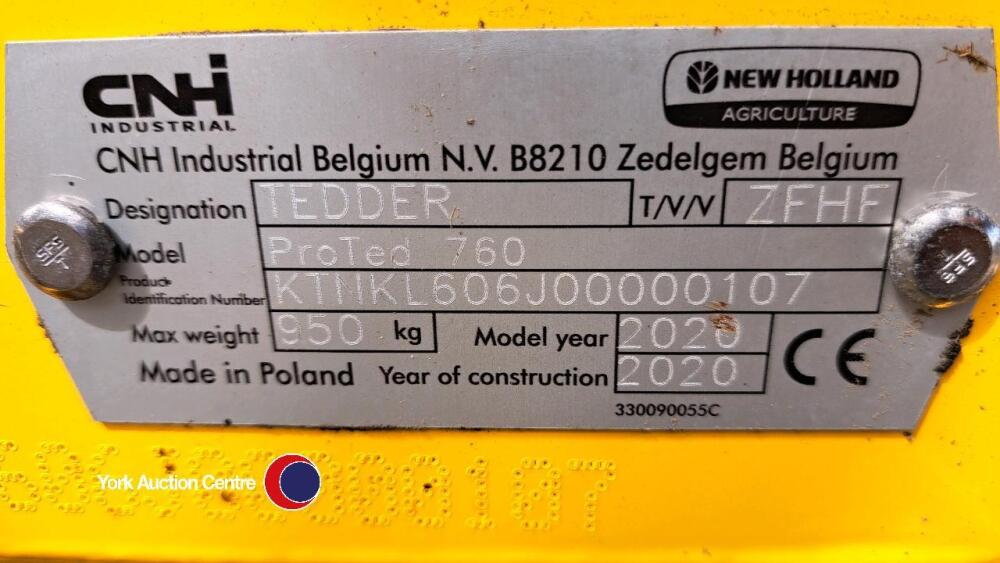 CNH
INDUSTRIAL
NEW HOLLAND
AGRICULTURE
CNH Industrial Belgium N.V. B8210 Zedelgem Belgium
Designation TEDDER T/V/V ZFHF
Model ProTed 760
Product
Identification Number KTNKL606J00000107
Max weight 950 kg Model year 2020
Made in Poland Year of construction 2020
CE
330090055C
York Auction Centre